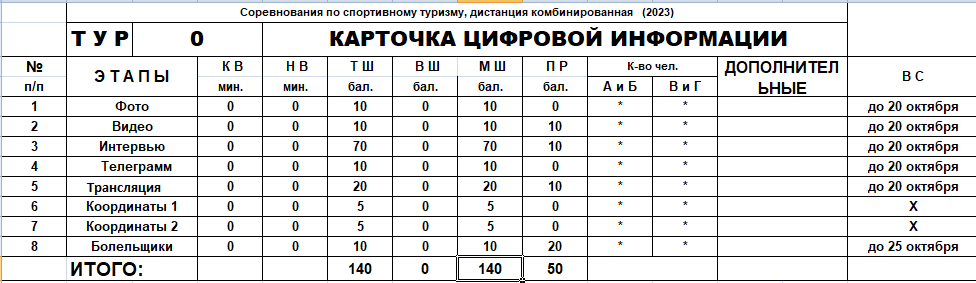 Соревнования по спортивному туризму, дистанция комбинированная (2023)
Т У Р 0 КАРТОЧКА ЦИФРОВОЙ ИНФОРМАЦИИ
№ п/п Э Т А П Ы К В мин. Н В мин. Т Ш бал. В Ш бал. М Ш бал. П Р бал. К-во чел. А и Б В и Г ДОПОЛНИТЕЛ ЬНЫЕ В С
1 Фото 0 0 10 0 10 0 * * до 20 октября
2 Видео 0 0 10 0 10 10 * * до 20 октября
3 Интервью 0 0 70 0 70 10 * * до 20 октября
4 Телеграмм 0 0 10 0 10 0 * * до 20 октября
5 Трансляция 0 0 20 0 20 10 * * до 20 октября
6 Координаты 1 0 0 5 0 5 0 * * Х
7 Координаты 2 0 0 5 0 5 0 * * Х
8 Болельщики 0 0 10 0 10 20 * * до 25 октября
ИТОГО: 140 0 140 50